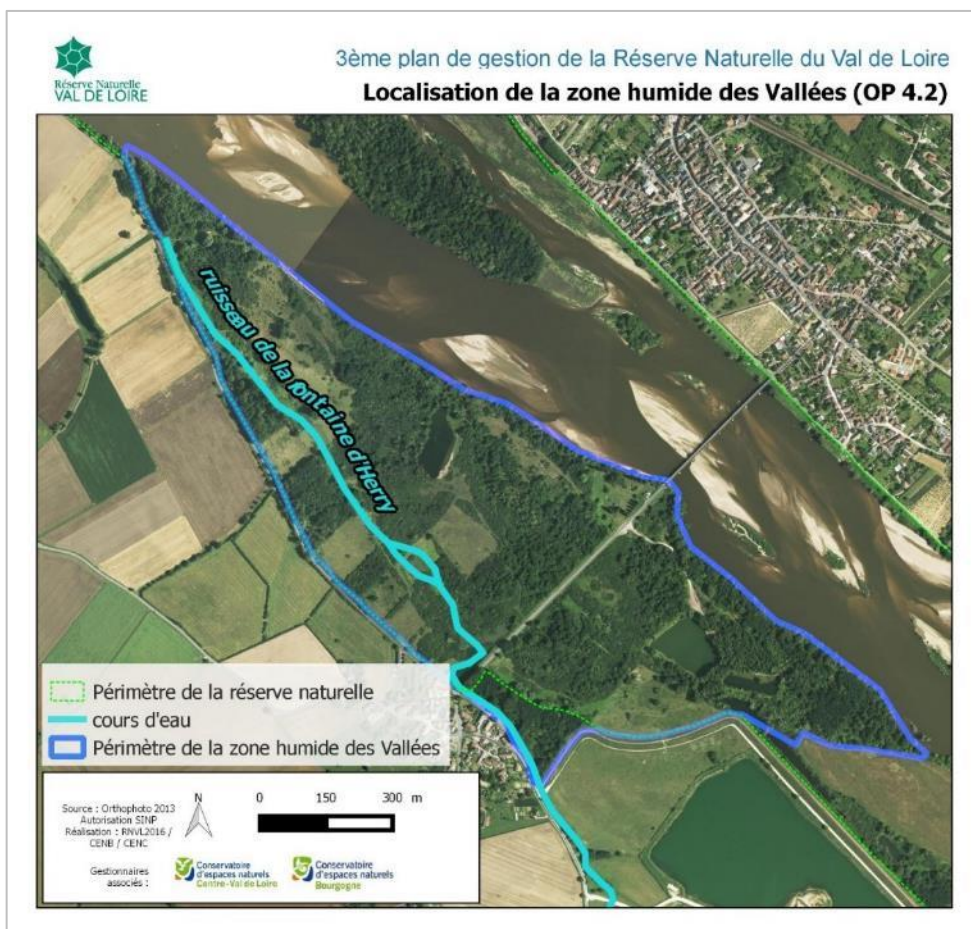 Réserve Naturelle
VAL DE LOIRE
3ème plan de gestion de la Réserve Naturelle du Val de Loire
Localisation de la zone humide des Vallées (OP 4.2)
ruisseau de la fontaine d'Herry
Périmètre de la réserve naturelle
cours d'eau
Périmètre de la zone humide des Vallées
Source : Orthophoto 2013
Autorisation SINP
Réalisation : RNVL2016 /
CENB / CENC
N
0 150 300 m
Gestionnaires
associés :
Conservatoire
d'espaces naturels
Centre-Val de Loire
Conservatoire
d'espaces naturels
Bourgogne